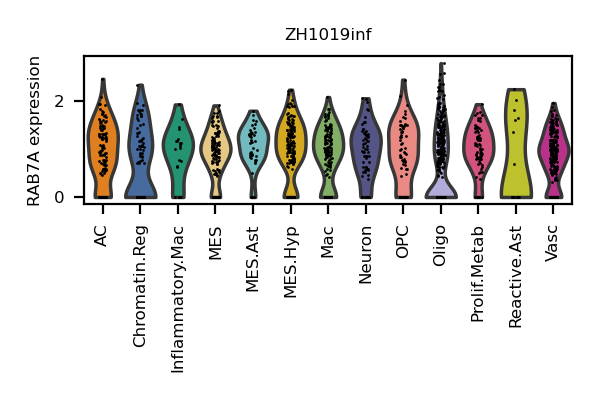 ZH1019inf
RAB7A expression
2
0
AC
Chromatin.Reg
Inflammatory.Mac
MES
MES.Ast
MES.Hyp
Mac
Neuron
OPC
Oligo
Prolif.Metab
Reactive.Ast
Vasc